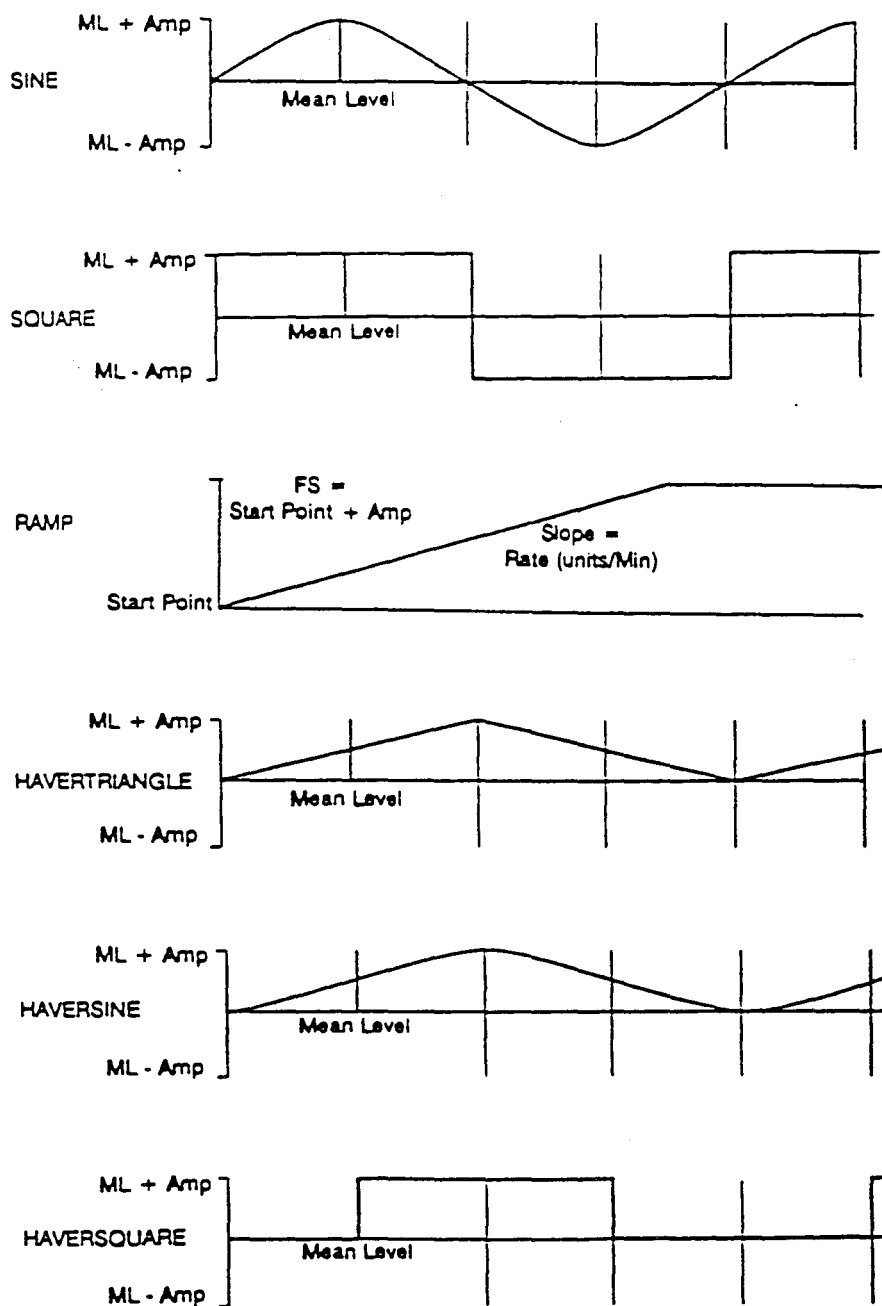 ML + Amp
SINE
Mean Level
ML - Amp
ML + Amp
SQUARE
Mean Level
ML - Amp
FS =
Start Point + Amp
RAMP
Slope =
Rate (units/Min)
Start Point
ML + Amp
HAVERTRIANGLE
Mean Level
ML - Amp
ML + Amp
HAVERSINE
Mean Level
ML - Amp
ML + Amp
HAVERSQUARE
Mean Level
ML - Amp